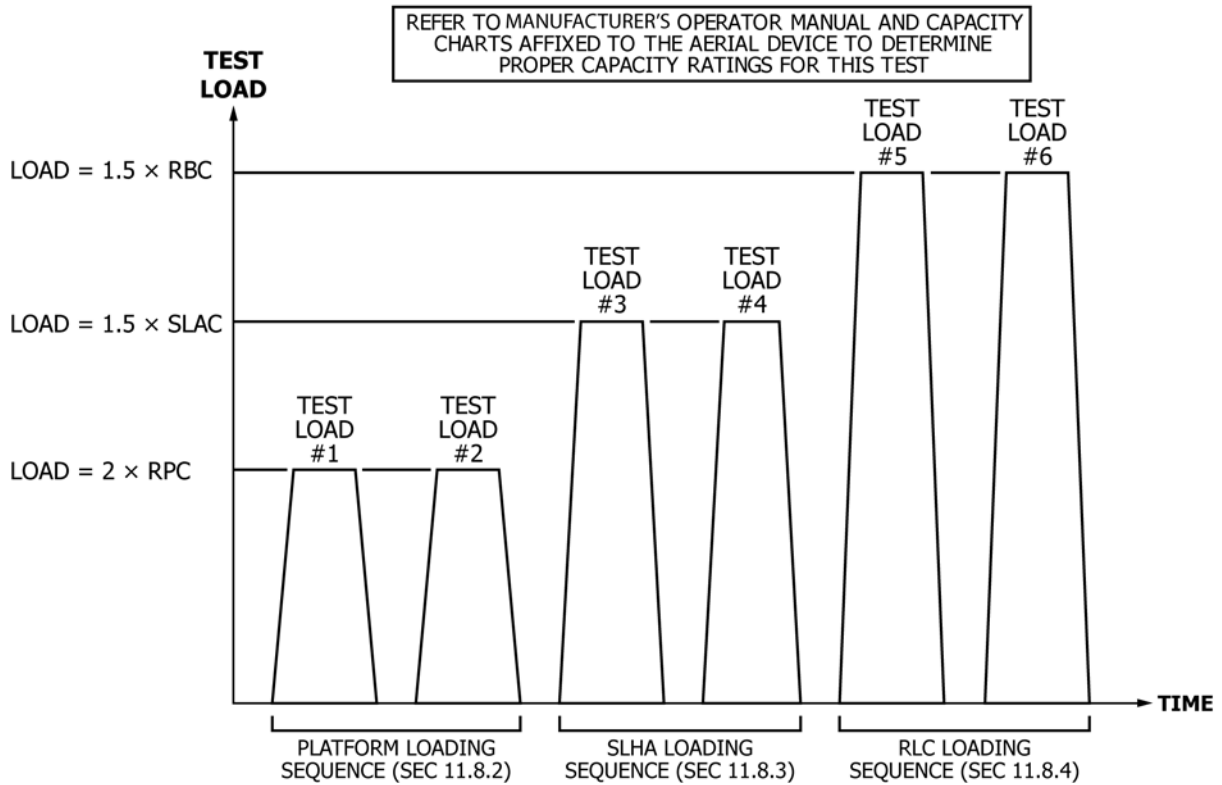 REFER TO MANUFACTURER'S OPERATOR MANUAL AND CAPACITY
CHARTS AFFIXED TO THE AERIAL DEVICE TO DETERMINE
PROPER CAPACITY RATINGS FOR THIS TEST
TEST
LOAD
TEST
LOAD
#5
TEST
LOAD
#6
LOAD = 1.5 × RBC
TEST
LOAD
#3
TEST
LOAD
#4
LOAD = 1.5 × SLAC
TEST
LOAD
#1
TEST
LOAD
#2
LOAD = 2 × RPC
TIME
PLATFORM LOADING
SEQUENCE (SEC 11.8.2)
SLHA LOADING
SEQUENCE (SEC 11.8.3)
RLC LOADING
SEQUENCE (SEC 11.8.4)